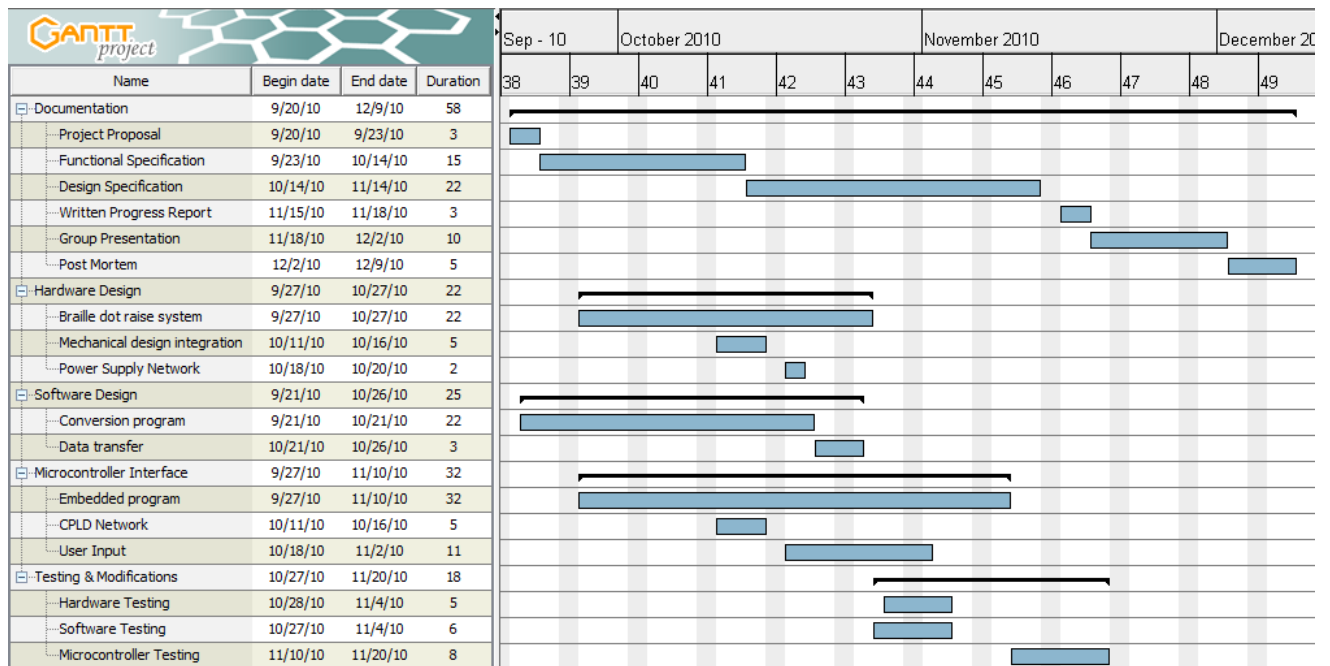 GANTT
project
Sep - 10 October 2010 November 2010 December 20
Name Begin date End date Duration 38 39 40 41 42 43 44 45 46 47 48 49
Documentation 9/20/10 12/9/10 58
Project Proposal 9/20/10 9/23/10 3
Functional Specification 9/23/10 10/14/10 15
Design Specification 10/14/10 11/14/10 22
Written Progress Report 11/15/10 11/18/10 3
Group Presentation 11/18/10 12/2/10 10
Post Mortem 12/2/10 12/9/10 5
Hardware Design 9/27/10 10/27/10 22
Braille dot raise system 9/27/10 10/27/10 22
Mechanical design integration 10/11/10 10/16/10 5
Power Supply Network 10/18/10 10/20/10 2
Software Design 9/21/10 10/26/10 25
Conversion program 9/21/10 10/21/10 22
Data transfer 10/21/10 10/26/10 3
Microcontroller Interface 9/27/10 11/10/10 32
Embedded program 9/27/10 11/10/10 32
CPLD Network 10/11/10 10/16/10 5
User Input 10/18/10 11/2/10 11
Testing & Modifications 10/27/10 11/20/10 18
Hardware Testing 10/28/10 11/4/10 5
Software Testing 10/27/10 11/4/10 6
Microcontroller Testing 11/10/10 11/20/10 8